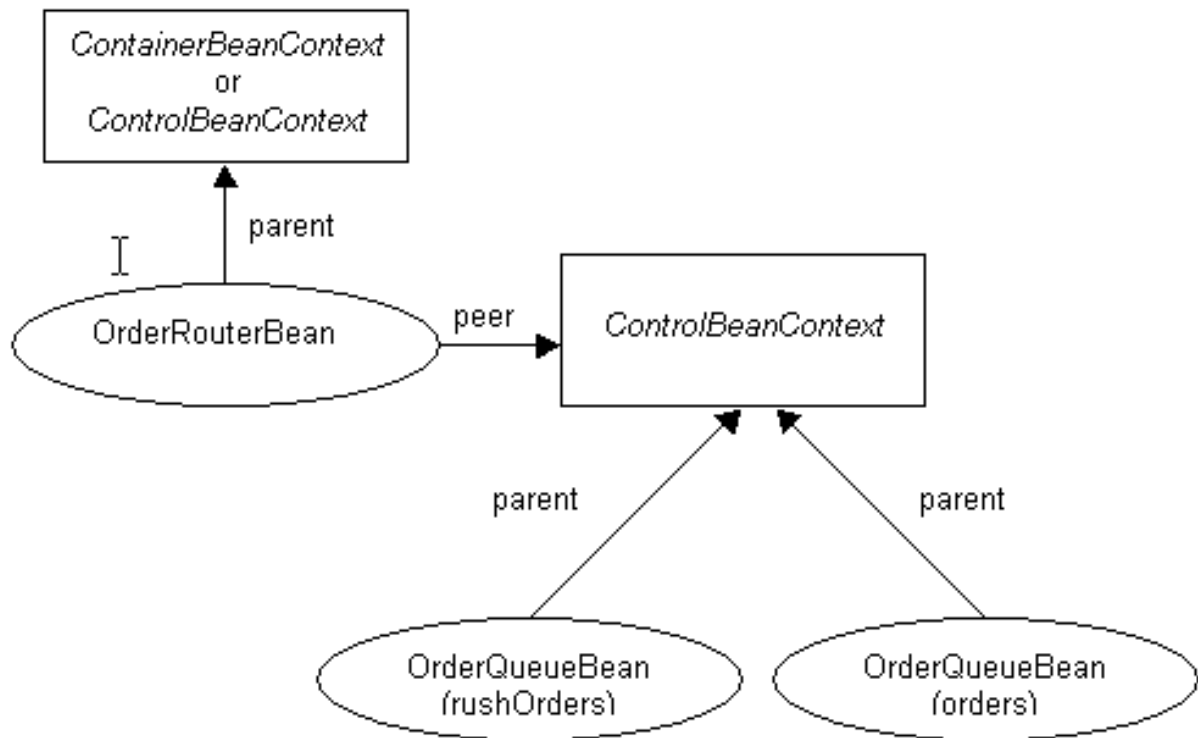 ContainerBeanContext
or
ControlBeanContext
parent
OrderRouterBean
peer
ControlBeanContext
parent
parent
OrderQueueBean
(rushOrders)
OrderQueueBean
(orders)